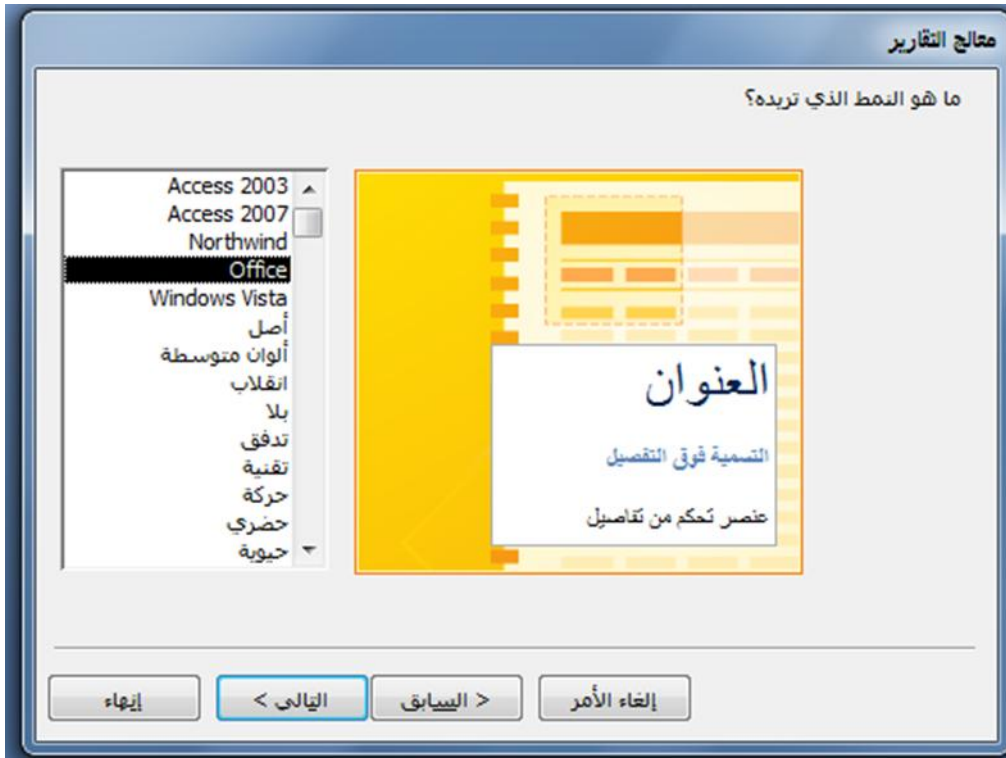 معالج التقارير
ما هو النمط الذي تريده؟
العنوان
التسمية فوق التفصيل
عنصر تحكم من تفاصيل
Access 2003
Access 2007
Northwind
Office
Windows Vista
أصل
ألوان متوسطة
انقلاب
بلا
تدفق
تقنية
حركة
حضري
حيوية
إلغاء الأمر
< السابق
التالي >
إنهاء